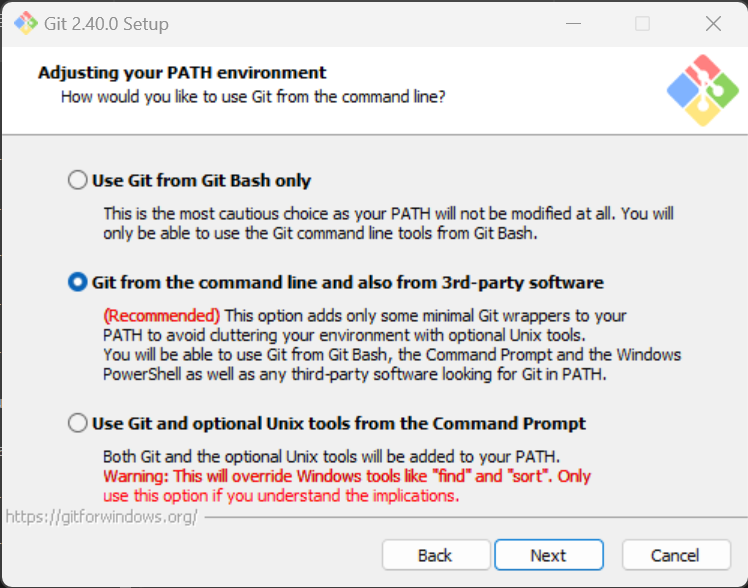 Git 2.40.0 Setup
Adjusting your PATH environment
How would you like to use Git from the command line?
Use Git from Git Bash only
This is the most cautious choice as your PATH will not be modified at all. You will
only be able to use the Git command line tools from Git Bash.
Git from the command line and also from 3rd-party software
(Recommended) This option adds only some minimal Git wrappers to your
PATH to avoid cluttering your environment with optional Unix tools.
You will be able to use Git from Git Bash, the Command Prompt and the Windows
PowerShell as well as any third-party software looking for Git in PATH.
Use Git and optional Unix tools from the Command Prompt
Both Git and the optional Unix tools will be added to your PATH.
Warning: This will override Windows tools like "find" and "sort". Only
use this option if you understand the implications.
https://gitforwindows.org/
Back Next Cancel